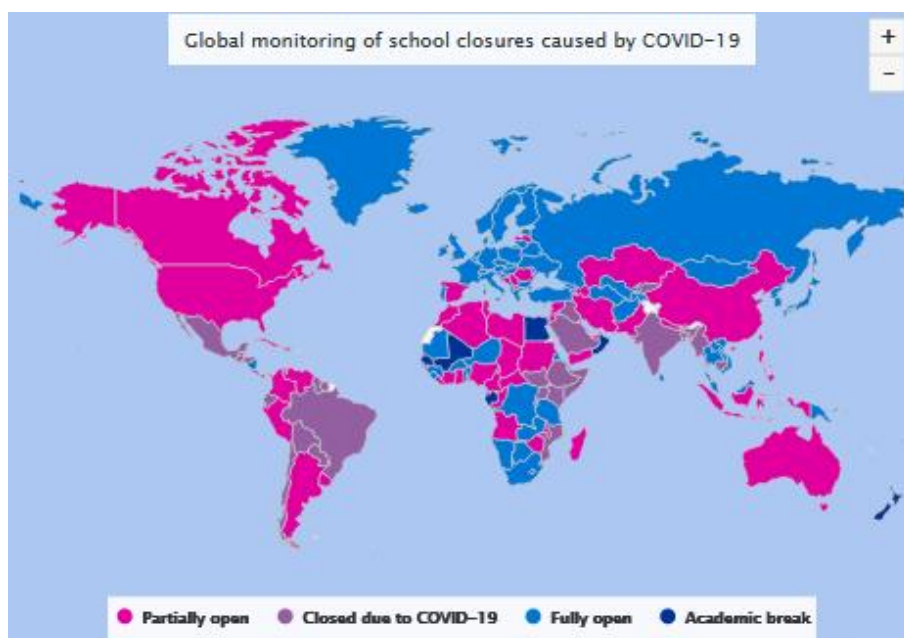 Global monitoring of school closures caused by COVID-19
+
-
Partially open Closed due to COVID-19 Fully open Academic break